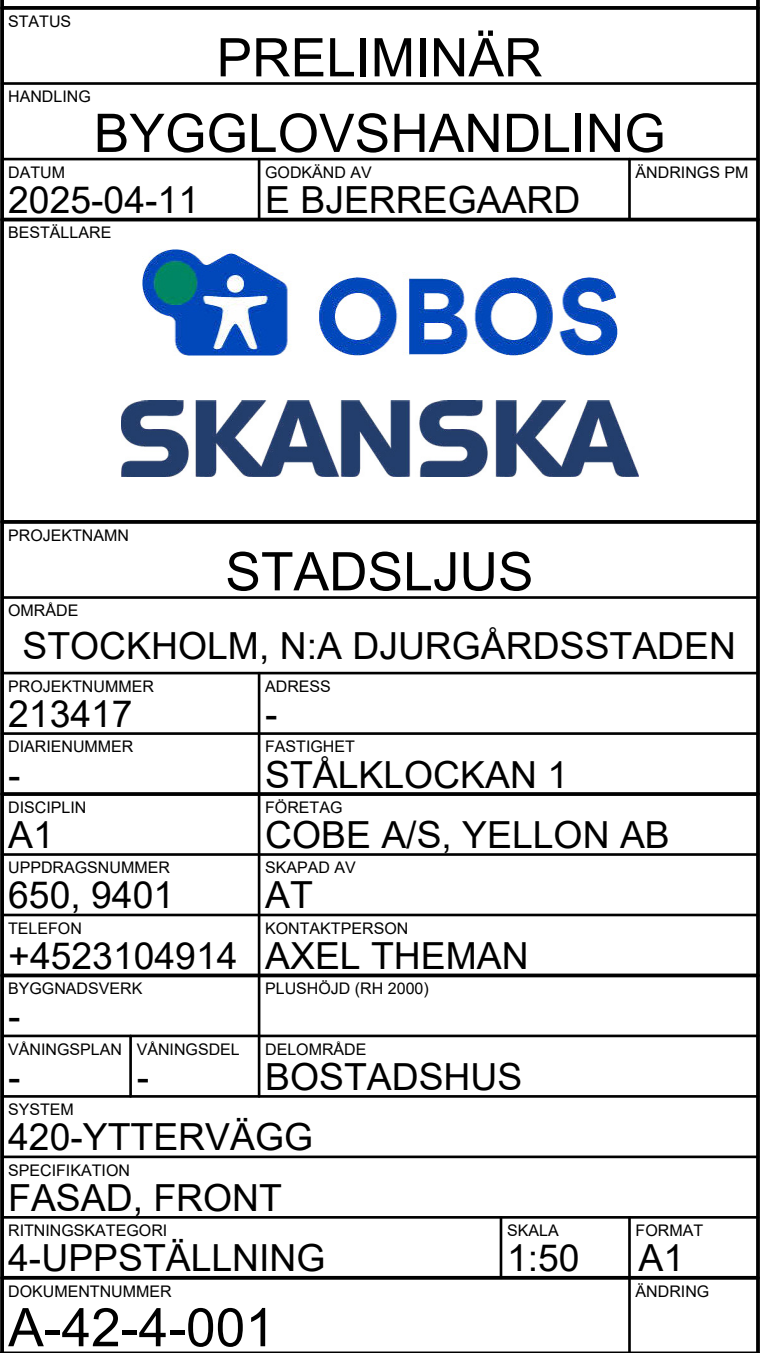 STATUS
PRELIMINÄR
HANDLING
BYGGLOVSHANDLING
DATUM
2025-04-11
GODKÄND AV
E BJERREGAARD
ÄNDRINGS PM
BESTÄLLARE
OBOS
SKANSKA
PROJEKTNAMN
STADSLJUS
OMRÅDE
STOCKHOLM, N:A DJURGÅRDSSTADEN
PROJEKTNUMMER
213417
ADRESS
-
DIARIENUMMER
-
FASTIGHET
STÅLKLOCKAN 1
DISCIPLIN
A1
FÖRETAG
COBE A/S, YELLON AB
UPPDRAGSNUMMER
650, 9401
SKAPAD AV
AT
TELEFON
+4523104914
KONTAKTPERSON
AXEL THEMAN
BYGGNADSVERK
-
PLUSHÖJD (RH 2000)
VÅNINGSPLAN
-
VÅNINGSDEL
-
DELOMRÅDE
BOSTADSHUS
SYSTEM
420-YTTERVÄGG
SPECIFIKATION
FASAD, FRONT
RITNINGSKATEGORI
4-UPPSTÄLLNING
SKALA
1:50
FORMAT
A1
DOKUMENTNUMMER
A-42-4-001
ÄNDRING